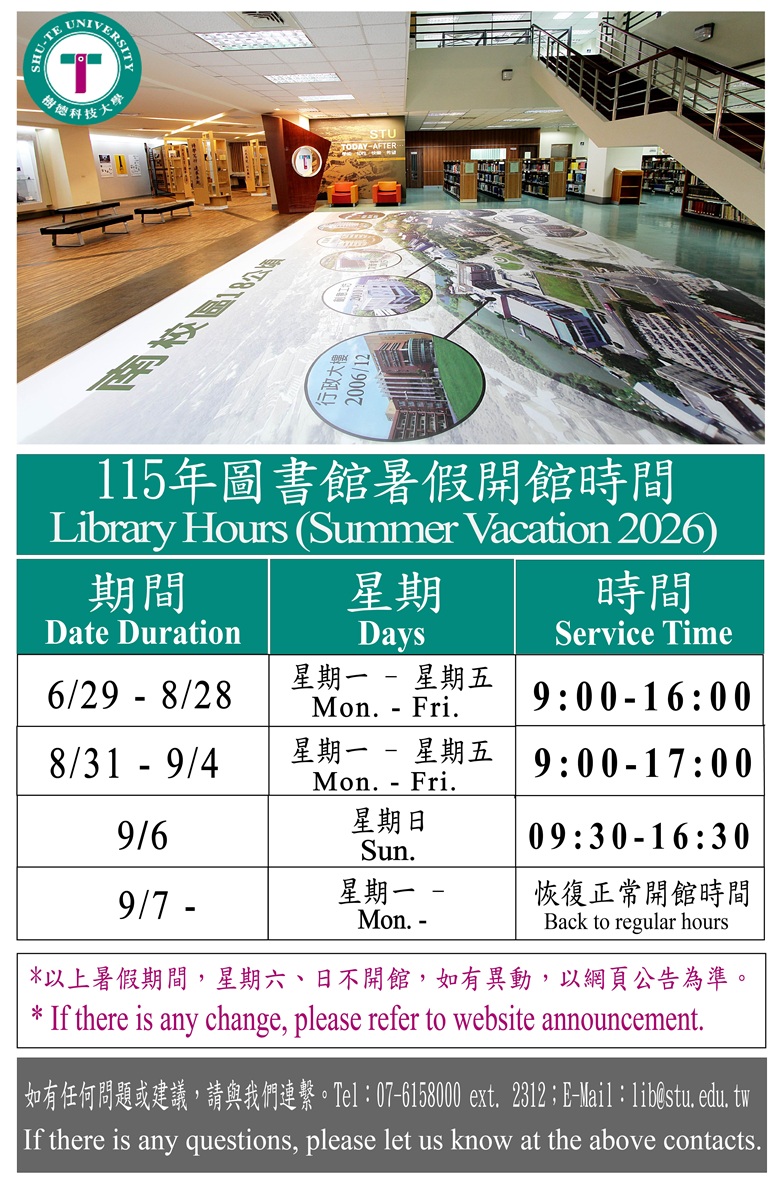 SHU-TE UNIVERSITY
樹德科技大學
STU
TODAY-AFTER
南校區18公頃
行政大樓
2006/12
115年圖書館暑假開館時間
Library Hours (Summer Vacation 2026)
期間 星期 時間
Date Duration Days Service Time
6/29 - 8/28 星期一 - 星期五 9:00-16:00
Mon. - Fri.
8/31 - 9/4 星期一 - 星期五 9:00-17:00
Mon. - Fri.
9/6 星期日 09:30-16:30
Sun.
9/7 - 星期一 - 恢復正常開館時間
Mon. - Back to regular hours
*以上暑假期間，星期六、日不開館，如有異動，以網頁公告為準。
* If there is any change, please refer to website announcement.
如有任何問題或建議，請與我們連繫。Tel：07-6158000 ext. 2312；E-Mail：lib@stu.edu.tw
If there is any questions, please let us know at the above contacts.